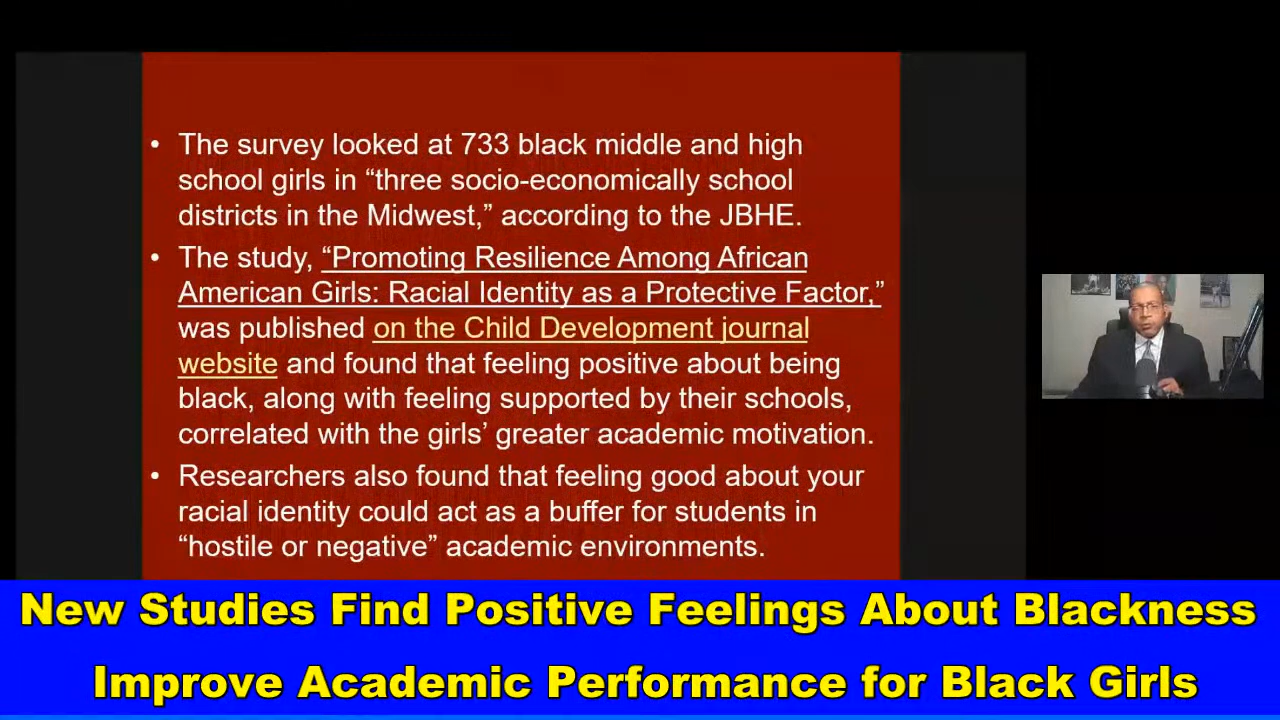 • The survey looked at 733 black middle and high
school girls in “three socio-economically school
districts in the Midwest,” according to the JBHE.
• The study, “Promoting Resilience Among African
American Girls: Racial Identity as a Protective Factor,”
was published on the Child Development journal
website and found that feeling positive about being
black, along with feeling supported by their schools,
correlated with the girls’ greater academic motivation.
• Researchers also found that feeling good about your
racial identity could act as a buffer for students in
“hostile or negative” academic environments.
New Studies Find Positive Feelings About Blackness
Improve Academic Performance for Black Girls